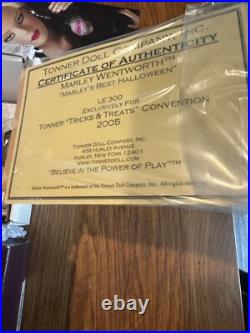 TONNER DOLL COMPANY, INC.
CERTIFICATE OF AUTHENTICITY
MARLEY WENTWORTH™
"MARLEY'S BEST HALLOWEEN"
LE 300
EXCLUSIVELY FOR
TONNER "TRICKS & TREATS" CONVENTION
2005
TONNER DOLL COMPANY, INC.
459 HURLEY AVENUE
HURLEY, NEW YORK 12401
WWW.TONNERDOLL.COM
"BELIEVE IN THE POWER OF PLAY"™
Marley Wentworth™ is a trademark of the Tonner Doll Company, Inc. All rights